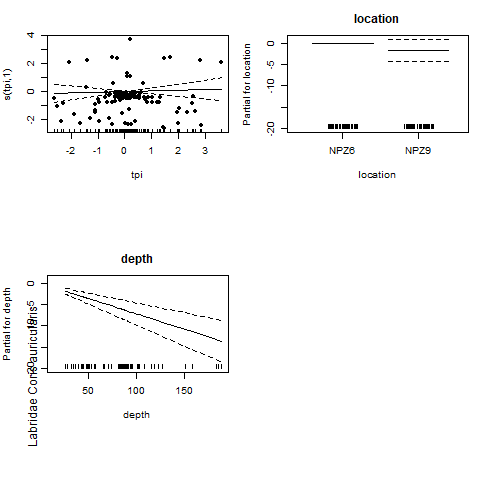 location
s(tpi,1)
4
2
0
-2
-2
-1
0
1
2
3
tpi
Partial for location
0
-5
-10
-20
NPZ6
NPZ9
location
depth
Partial for depth
0
-5
-20
50
100
150
depth
Labridae Coris auricularis